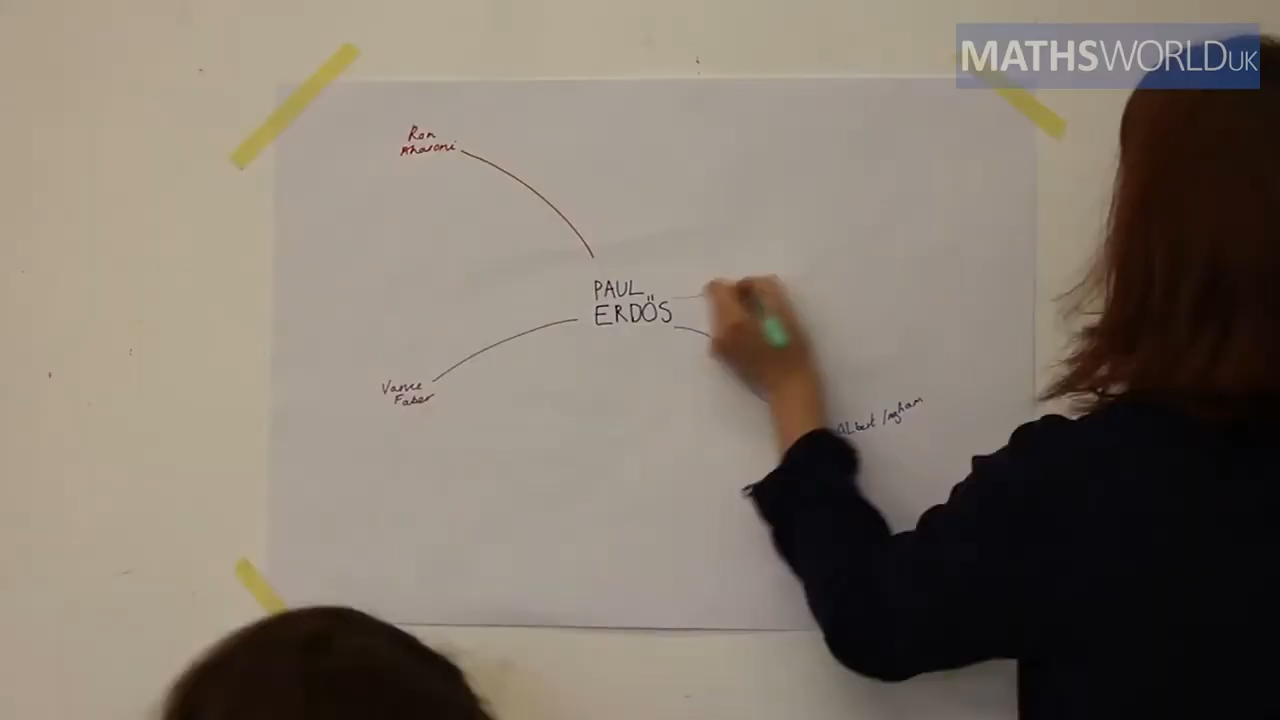 MATHSWORLDUK
Ron
Aharoni
PAUL
ERDÖS
Vance
Faber
Albert Ingham